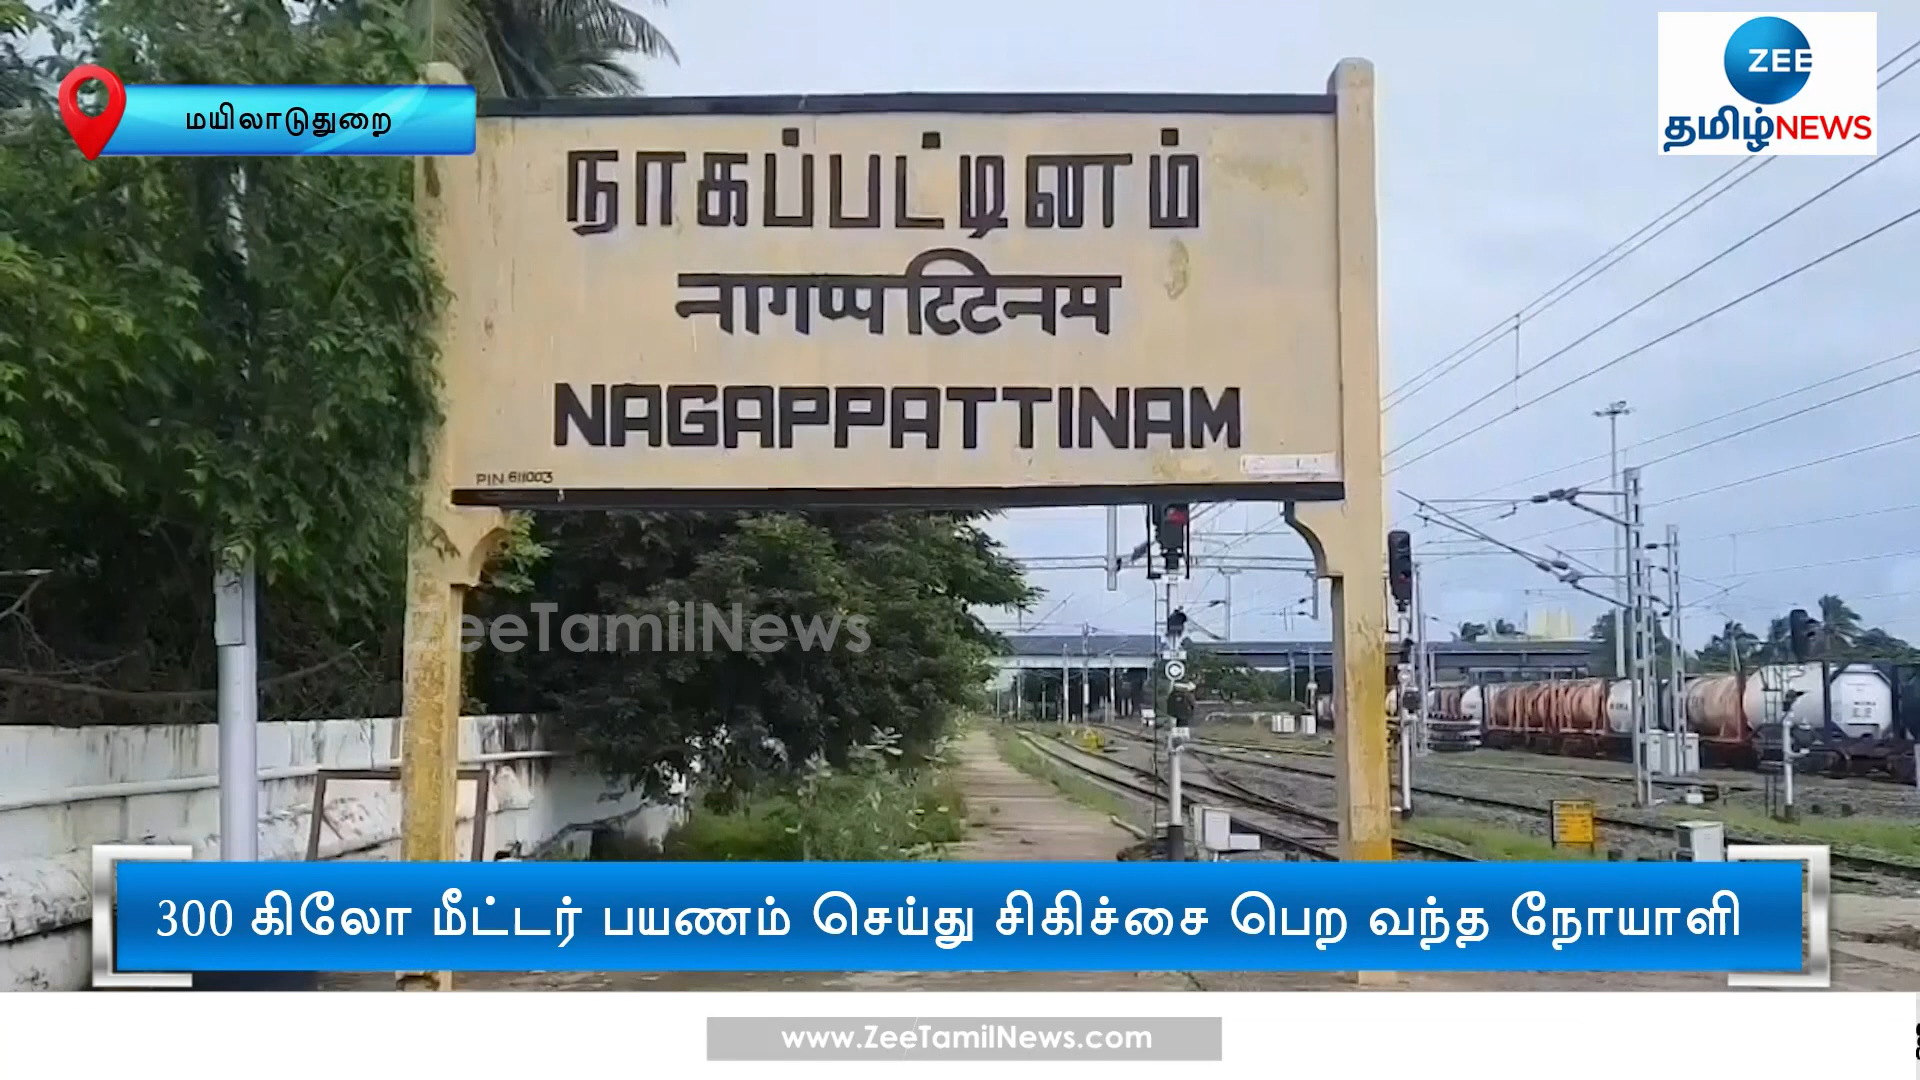 மயிலாடுதுறை
ZEE
தமிழ்NEWS
நாகப்பட்டினம்
नागप्पट्टिनम
NAGAPPATTINAM
PIN 611003
ZeeTamilNews
300 கிலோ மீட்டர் பயணம் செய்து சிகிச்சை பெற வந்த நோயாளி
www.ZeeTamilNews.com